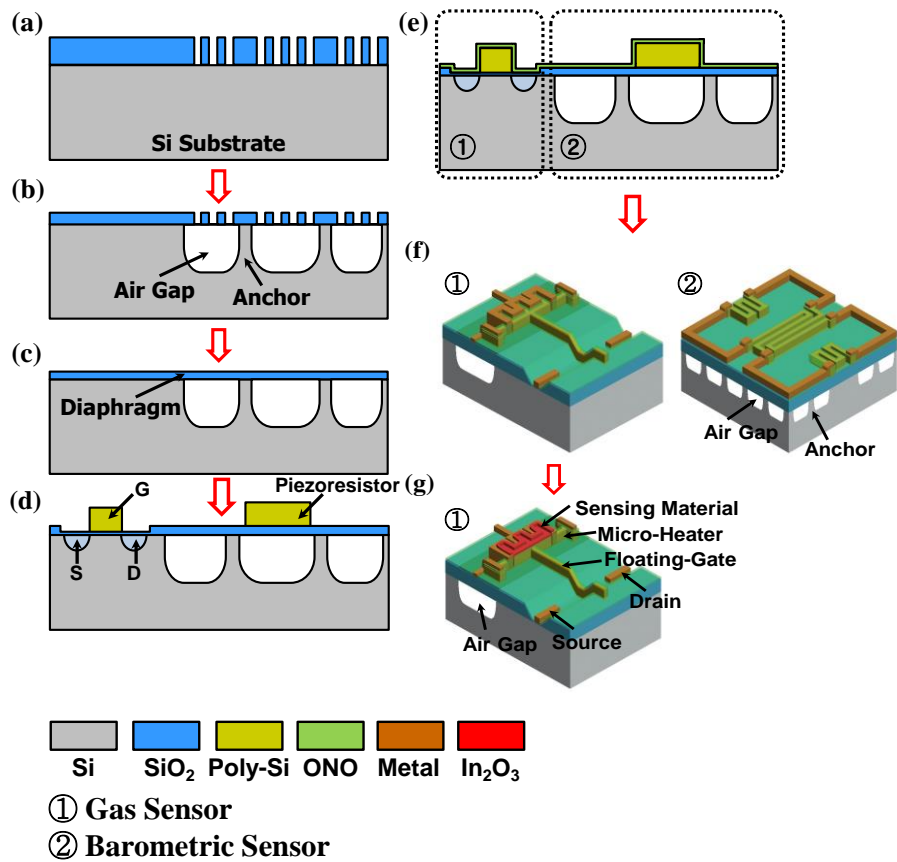 (a)
Si Substrate
(b)
Air Gap
Anchor
(c)
Diaphragm
(d)
G
Piezoresistor
S
D
(e)
①
②
(f)
①
②
Air Gap
Anchor
(g)
①
Sensing Material
Micro-Heater
Floating-Gate
Drain
Source
Air Gap
Si
SiO₂
Poly-Si
ONO
Metal
In₂O₃
① Gas Sensor
② Barometric Sensor